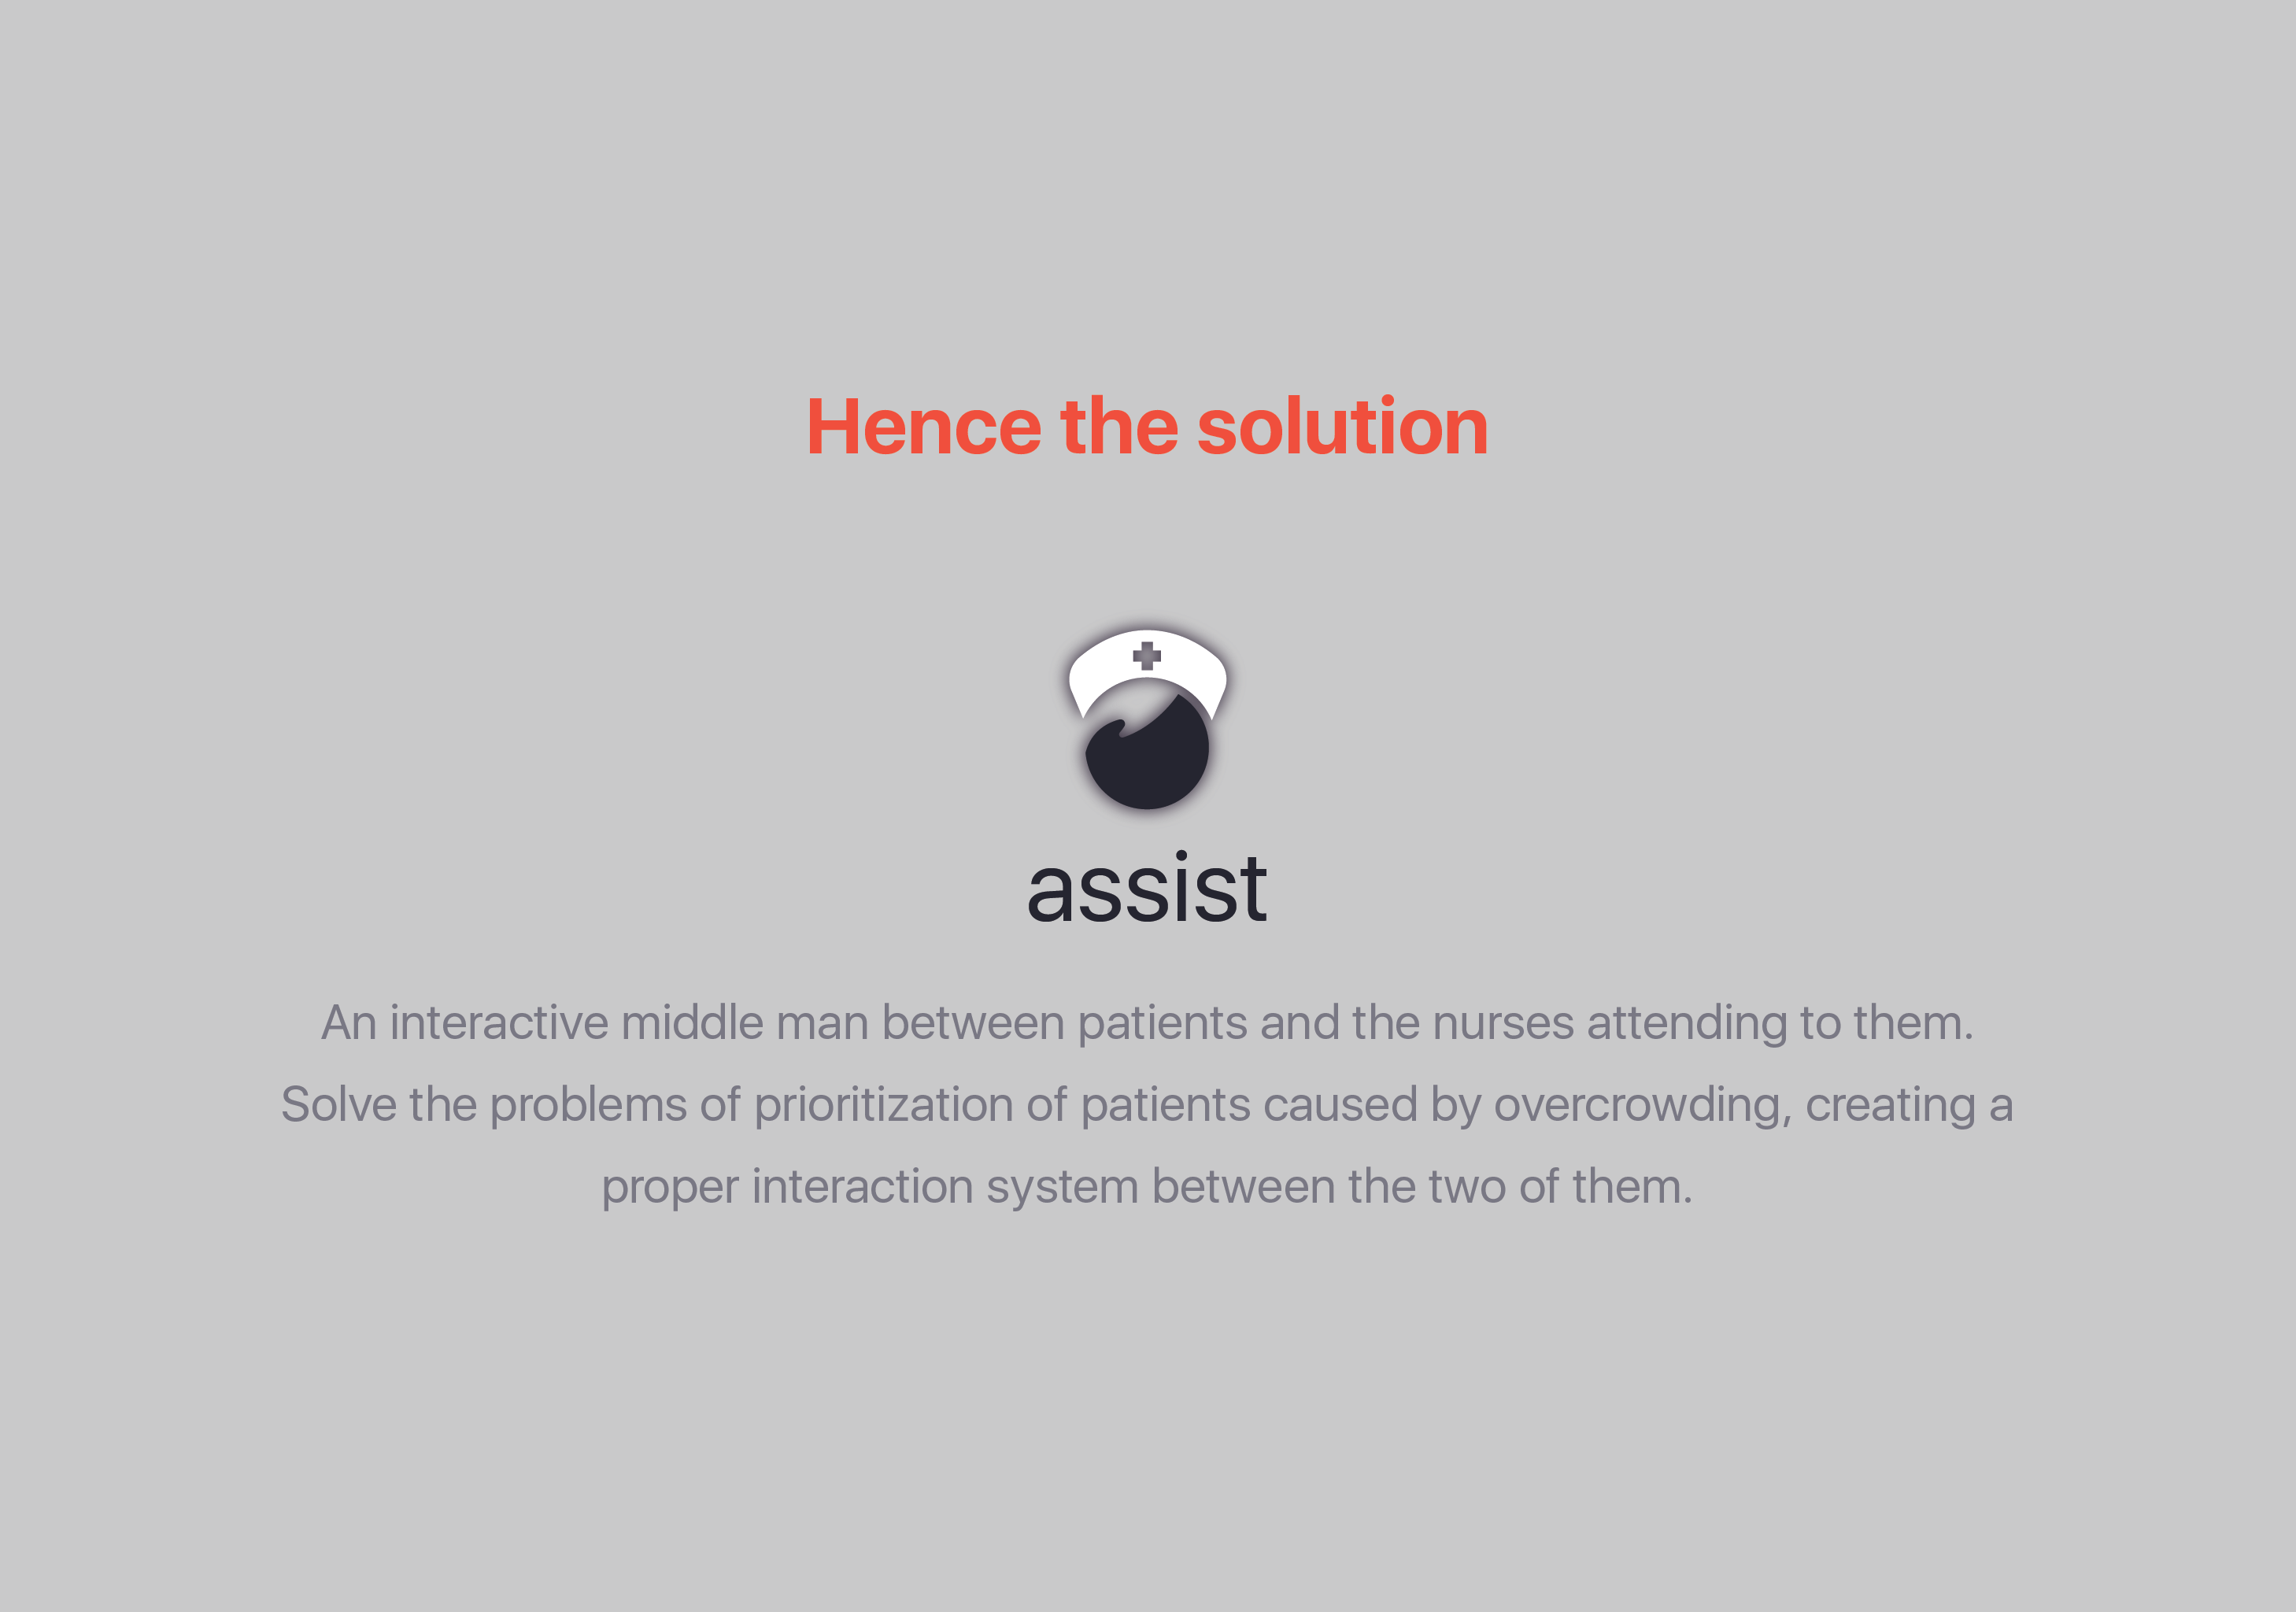 Hence the solution
assist
An interactive middle man between patients and the nurses attending to them.
Solve the problems of prioritization of patients caused by overcrowding, creating a
proper interaction system between the two of them.